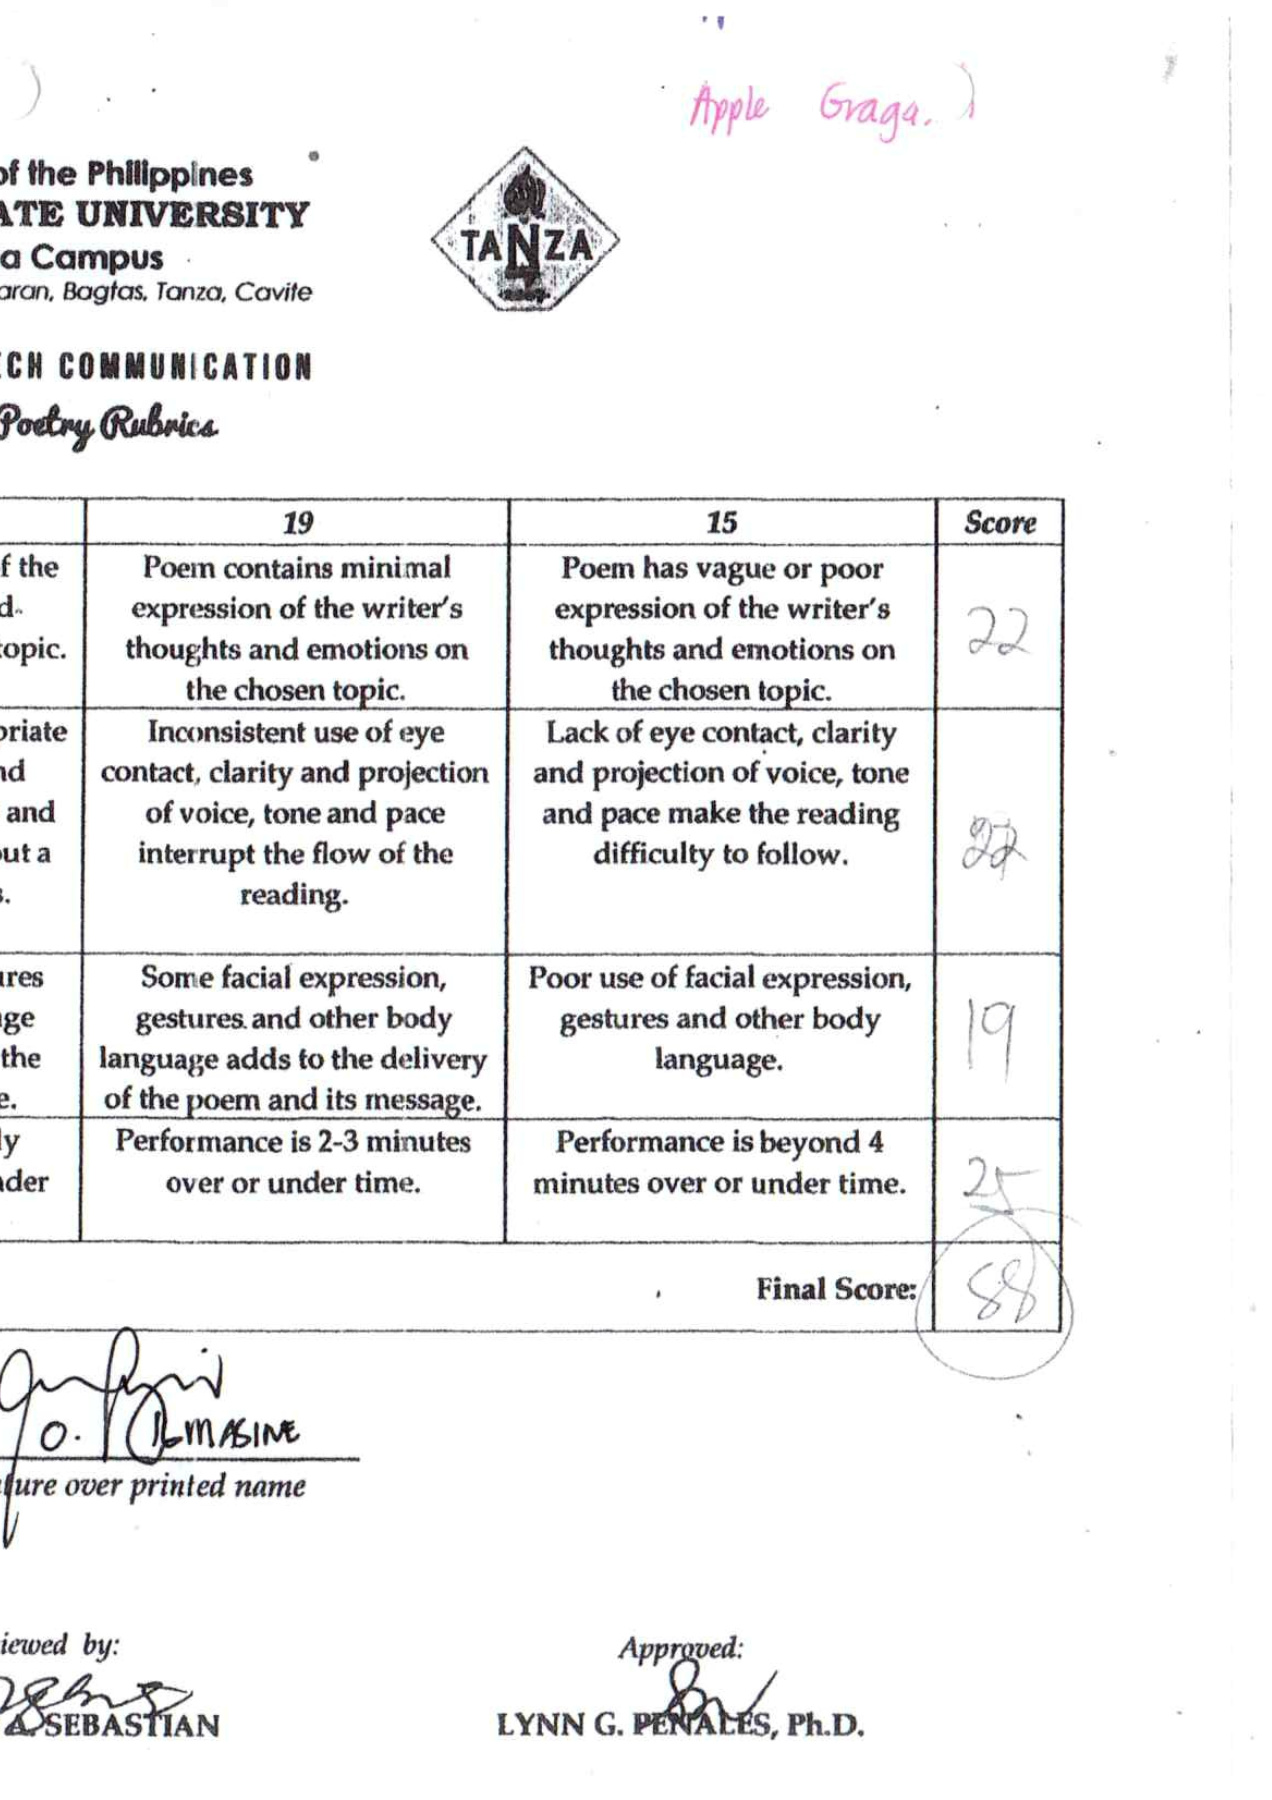 Apple Graga.
of the Philippines
ATE UNIVERSITY
a Campus
aran, Bagtas, Tanza, Cavite
TANZA
ECH COMMUNICATION
Poetry Rubrics
19
15
Score
f the
d.
topic.
Poem contains minimal
expression of the writer's
thoughts and emotions on
the chosen topic.
Poem has vague or poor
expression of the writer's
thoughts and emotions on
the chosen topic.
22
priate
nd
and
out a
s.
Inconsistent use of eye
contact, clarity and projection
of voice, tone and pace
interrupt the flow of the
reading.
Lack of eye contact, clarity
and projection of voice, tone
and pace make the reading
difficulty to follow.
22
ures
age
the
e.
Some facial expression,
gestures and other body
language adds to the delivery
of the poem and its message.
Poor use of facial expression,
gestures and other body
language.
19
ly
nder
Performance is 2-3 minutes
over or under time.
Performance is beyond 4
minutes over or under time.
25
Final Score:
88
O.
ture over printed name
iewed by:
A. SEBASTIAN
Approved:
LYNN G. PENALES, Ph.D.